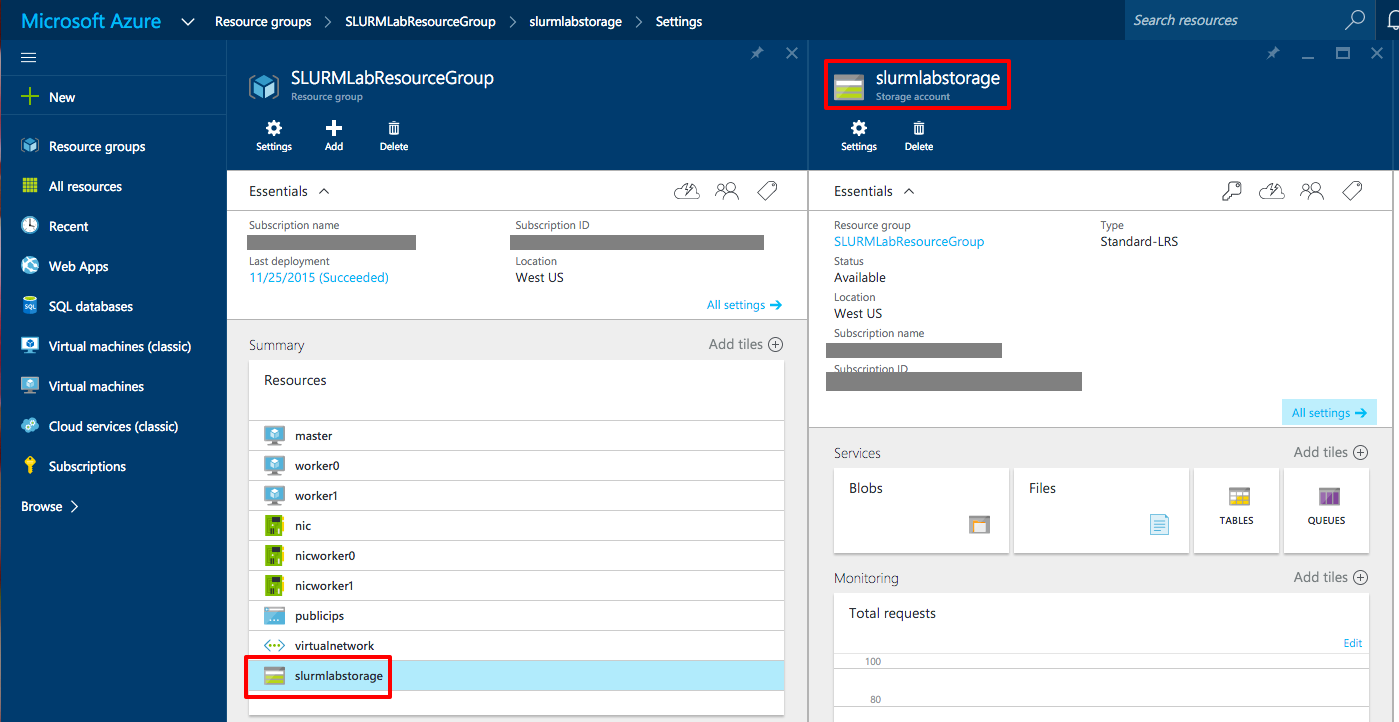 Microsoft Azure
Resource groups
SLURMLabResourceGroup
slurmlabstorage
Settings
Search resources
New
Resource groups
All resources
Recent
Web Apps
SQL databases
Virtual machines (classic)
Virtual machines
Cloud services (classic)
Subscriptions
Browse
SLURMLabResourceGroup
Resource group
Settings
Add
Delete
Essentials
Subscription name
Subscription ID
Last deployment
Location
11/25/2015 (Succeeded)
West US
All settings
Summary
Add tiles
Resources
master
worker0
worker1
nic
nicworker0
nicworker1
publicips
virtualnetwork
slurmlabstorage
slurmlabstorage
Storage account
Settings
Delete
Essentials
Resource group
Type
SLURMLabResourceGroup
Standard-LRS
Status
Available
Location
West US
Subscription name
Subscription ID
All settings
Services
Add tiles
Blobs
Files
TABLES
QUEUES
Monitoring
Add tiles
Total requests
Edit
100
80